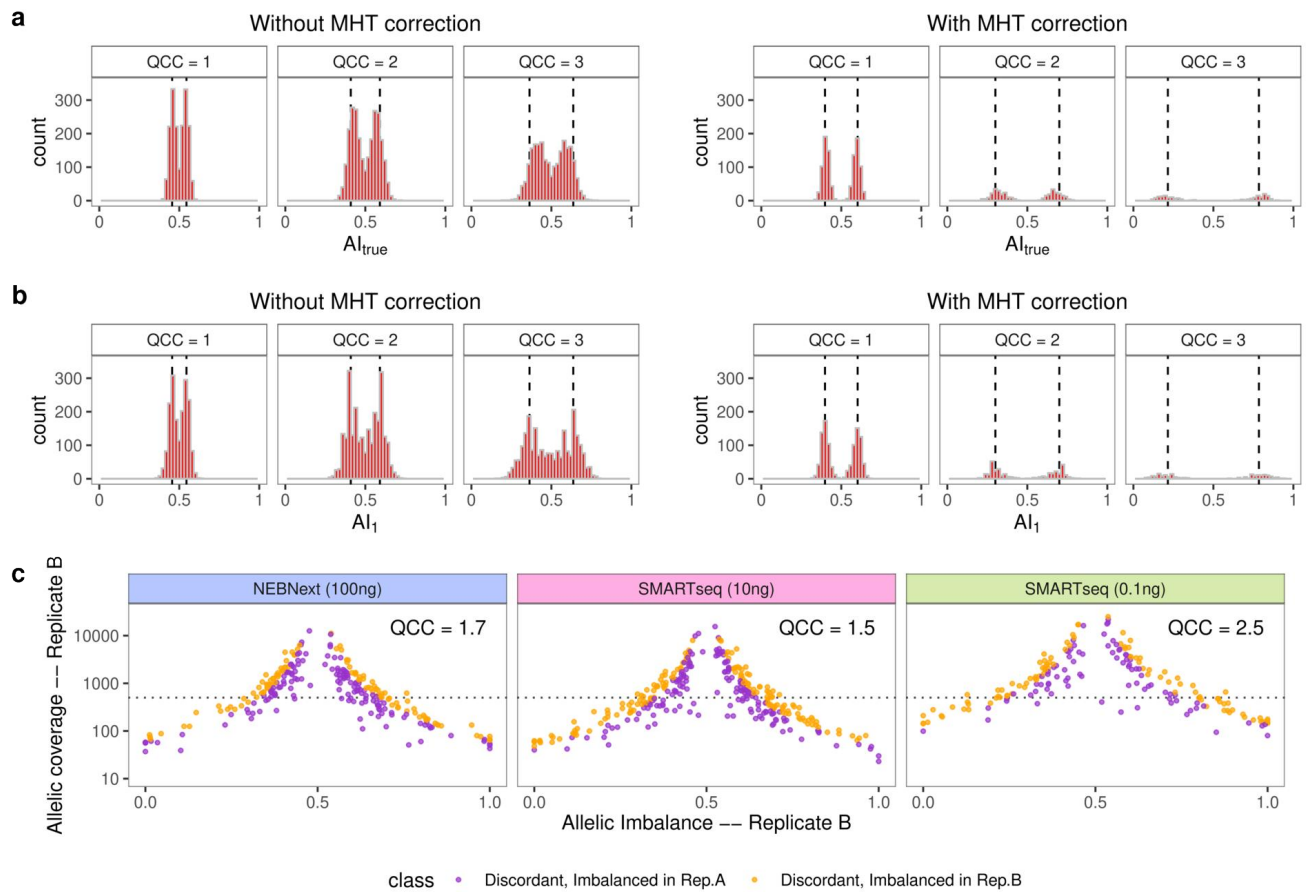 a
Without MHT correction
With MHT correction
QCC = 1
QCC = 2
QCC = 3
QCC = 1
QCC = 2
QCC = 3
count
300
200
100
0
count
300
200
100
0
0 0.5 1
0 0.5 1
0 0.5 1
0 0.5 1
0 0.5 1
0 0.5 1
AItrue
AItrue
b
Without MHT correction
With MHT correction
QCC = 1
QCC = 2
QCC = 3
QCC = 1
QCC = 2
QCC = 3
count
300
200
100
0
count
300
200
100
0
0 0.5 1
0 0.5 1
0 0.5 1
0 0.5 1
0 0.5 1
0 0.5 1
AI1
AI1
c
Allelic coverage −− Replicate B
NEBNext (100ng)
SMARTseq (10ng)
SMARTseq (0.1ng)
QCC = 1.7
QCC = 1.5
QCC = 2.5
10000
1000
100
10
0.0 0.5 1.0
0.0 0.5 1.0
0.0 0.5 1.0
Allelic Imbalance −− Replicate B
class
Discordant, Imbalanced in Rep.A
Discordant, Imbalanced in Rep.B